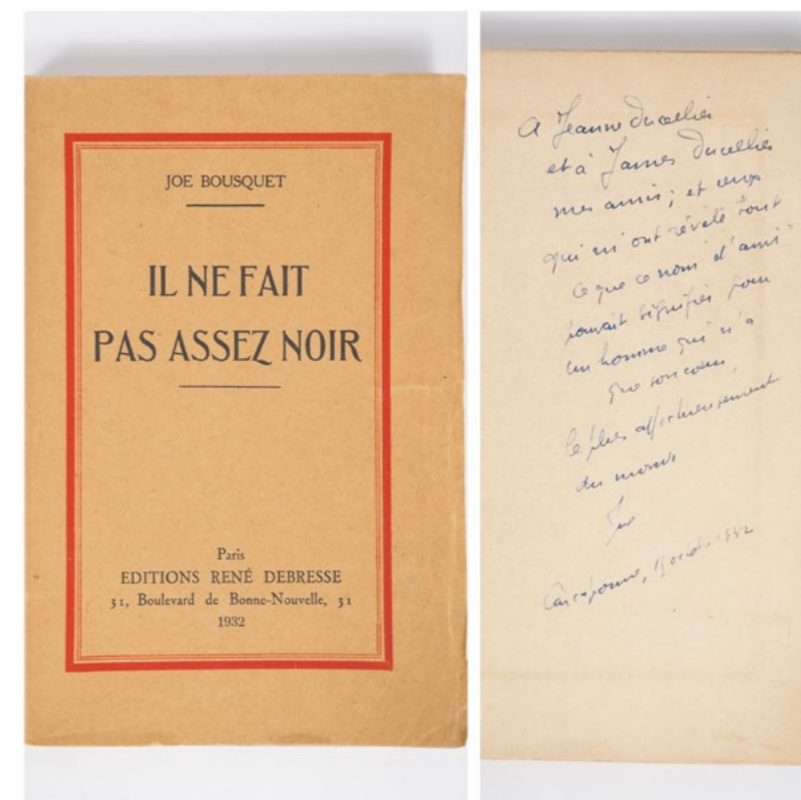 JOE BOUSQUET
IL NE FAIT
PAS ASSEZ NOIR
Paris
EDITIONS RENÉ DEBRESSE
31, Boulevard de Bonne-Nouvelle, 31
1932
A Jeanne Ducellier
et à James Ducellier
mes amis; et ceux
qui m'ont révélé tout
ce que ce nom d'"ami"
pouvait signifier pour
un homme qui n'a
que son cœur,
le plus affectueusement
du monde
Joe
Carcassonne, 1932